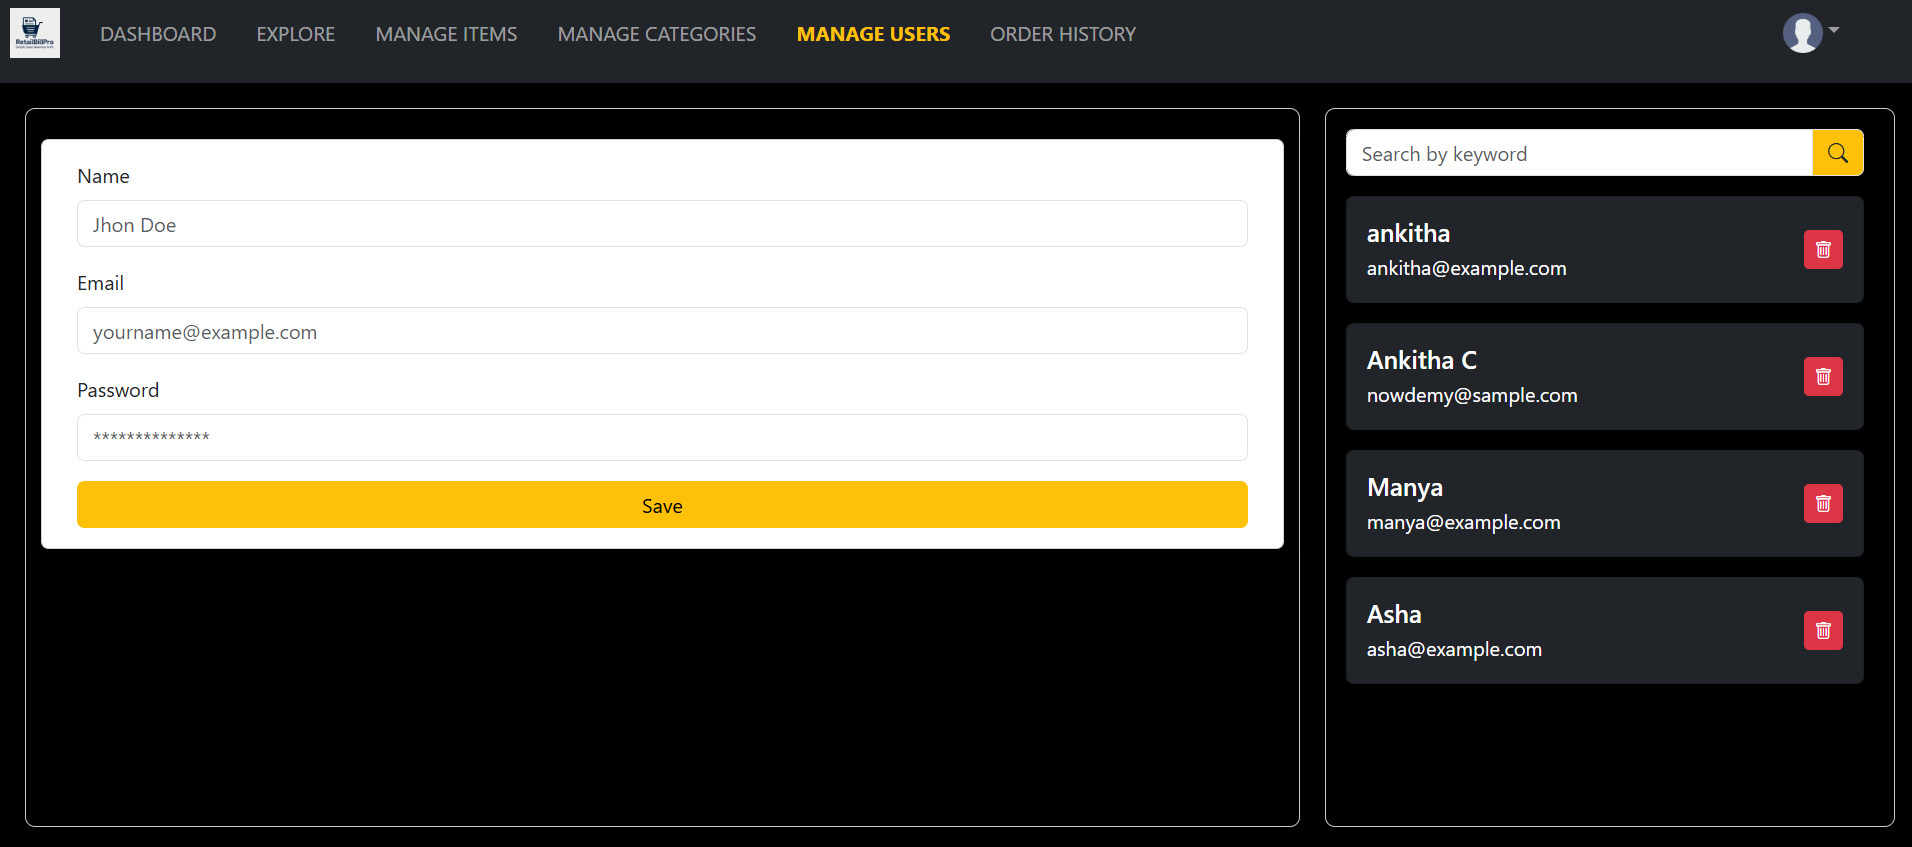 RetailBillPro
DASHBOARD
EXPLORE
MANAGE ITEMS
MANAGE CATEGORIES
MANAGE USERS
ORDER HISTORY
Name
Jhon Doe
Email
yourname@example.com
Password
**************
Save
Search by keyword
ankitha
ankitha@example.com
Ankitha C
nowdemy@sample.com
Manya
manya@example.com
Asha
asha@example.com